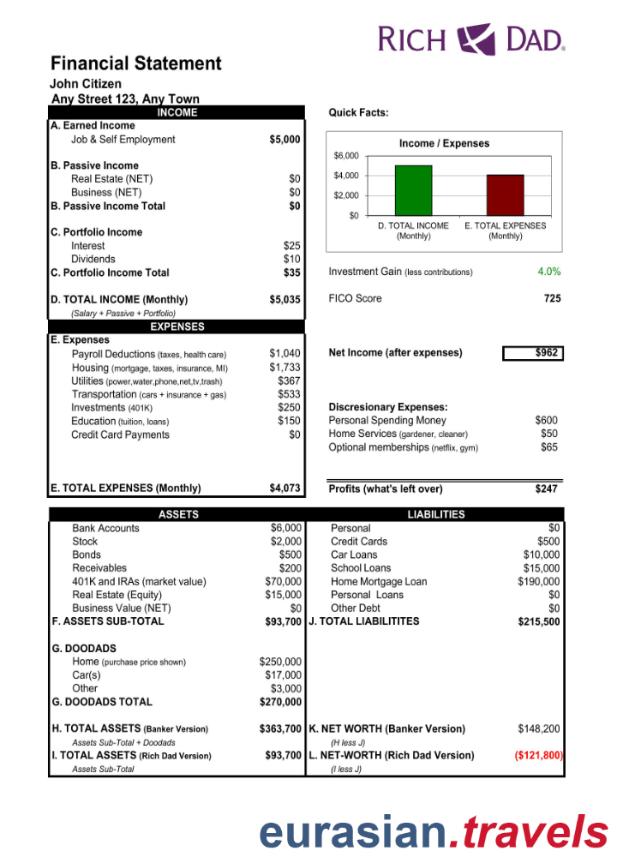 RICH DAD.
Financial Statement
John Citizen
Any Street 123, Any Town
INCOME
A. Earned Income
Job & Self Employment $5,000
B. Passive Income
Real Estate (NET) $0
Business (NET) $0
B. Passive Income Total $0
C. Portfolio Income
Interest $25
Dividends $10
C. Portfolio Income Total $35
D. TOTAL INCOME (Monthly) $5,035
(Salary + Passive + Portfolio)
EXPENSES
E. Expenses
Payroll Deductions (taxes, health care) $1,040
Housing (mortgage, taxes, insurance, MI) $1,733
Utilities (power,water,phone,net,tv,trash) $367
Transportation (cars + insurance + gas) $533
Investments (401K) $250
Education (tuition, loans) $150
Credit Card Payments $0
E. TOTAL EXPENSES (Monthly) $4,073
Quick Facts:
Income / Expenses
$6,000
$4,000
$2,000
$0
D. TOTAL INCOME E. TOTAL EXPENSES
(Monthly) (Monthly)
Investment Gain (less contributions) 4.0%
FICO Score 725
Net Income (after expenses) $962
Discresionary Expenses:
Personal Spending Money $600
Home Services (gardener, cleaner) $50
Optional memberships (netflix, gym) $65
Profits (what's left over) $247
ASSETS
Bank Accounts $6,000
Stock $2,000
Bonds $500
Receivables $200
401K and IRAs (market value) $70,000
Real Estate (Equity) $15,000
Business Value (NET) $0
F. ASSETS SUB-TOTAL $93,700
G. DOODADS
Home (purchase price shown) $250,000
Car(s) $17,000
Other $3,000
G. DOODADS TOTAL $270,000
H. TOTAL ASSETS (Banker Version) $363,700
Assets Sub-Total + Doodads
I. TOTAL ASSETS (Rich Dad Version) $93,700
Assets Sub-Total
LIABILITIES
Personal $0
Credit Cards $500
Car Loans $10,000
School Loans $15,000
Home Mortgage Loan $190,000
Personal Loans $0
Other Debt $0
J. TOTAL LIABILITITES $215,500
K. NET WORTH (Banker Version) $148,200
(H less J)
L. NET-WORTH (Rich Dad Version) ($121,800)
(I less J)
eurasian.travels